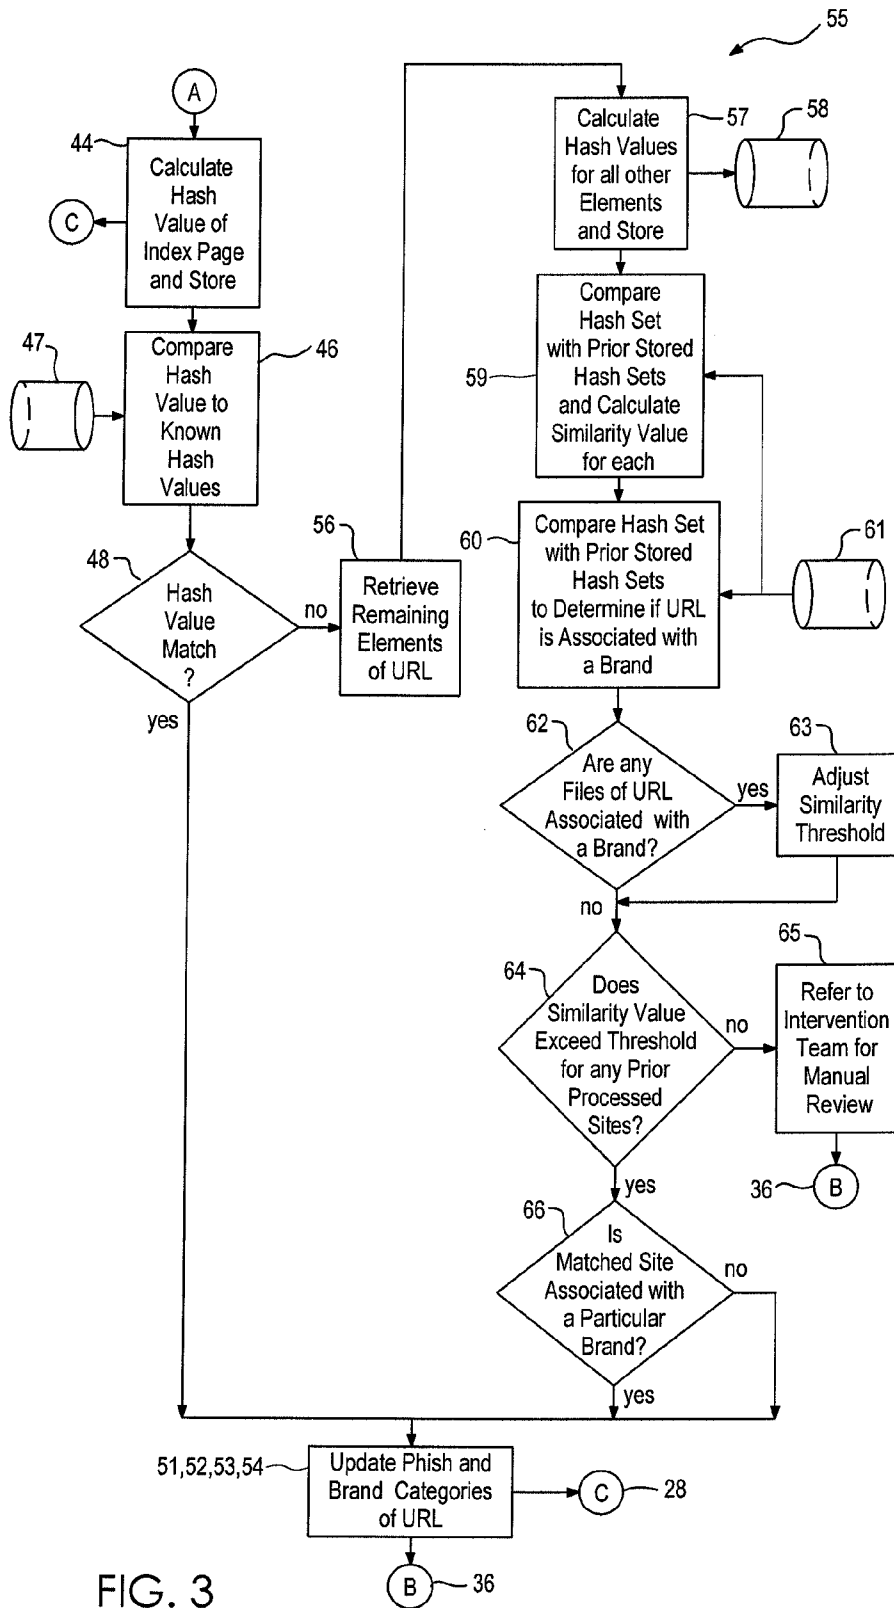 55
A
44
Calculate
Hash
Value of
Index Page
and Store
C
47
46
Compare
Hash
Value to
Known
Hash
Values
48
Hash
Value
Match
?
no
yes
56
Retrieve
Remaining
Elements
of URL
57
58
Calculate
Hash Values
for all other
Elements
and Store
59
Compare
Hash Set
with Prior Stored
Hash Sets
and Calculate
Similarity Value
for each
60
61
Compare Hash Set
with Prior Stored
Hash Sets
to Determine if URL
is Associated with
a Brand
62
Are any
Files of URL
Associated with
a Brand?
yes
no
63
Adjust
Similarity
Threshold
64
Does
Similarity Value
Exceed Threshold
for any Prior
Processed
Sites?
no
yes
65
Refer to
Intervention
Team for
Manual
Review
36
B
66
Is
Matched Site
Associated with
a Particular
Brand?
no
yes
51,52,53,54
Update Phish and
Brand Categories
of URL
C
28
B
36
FIG. 3